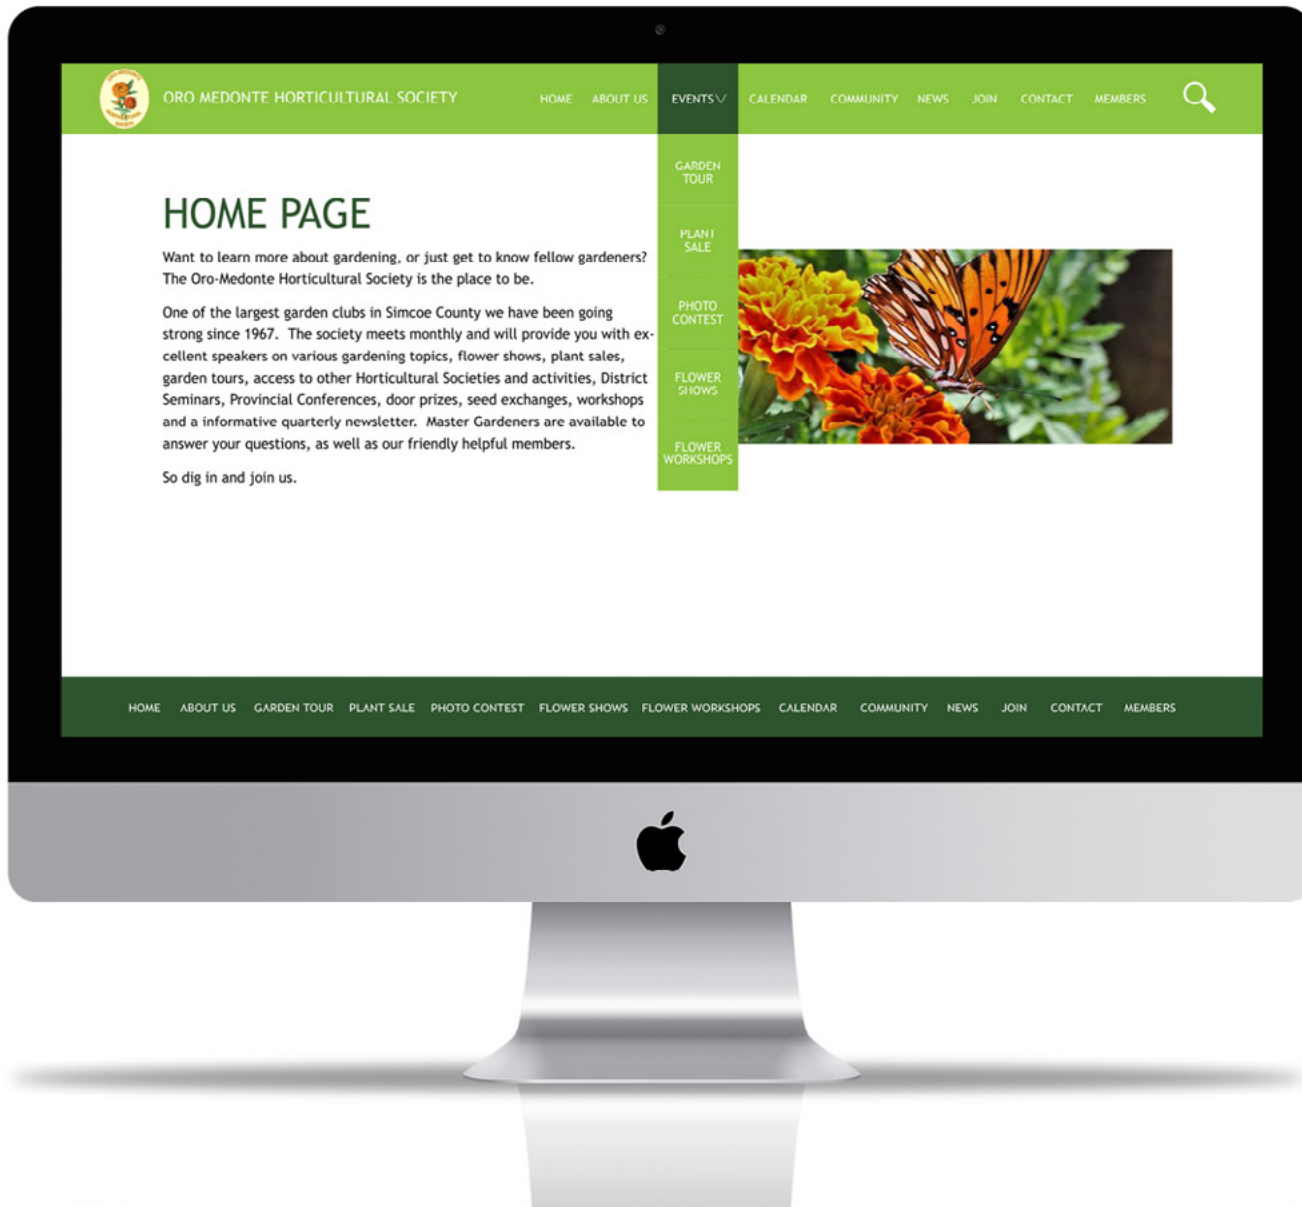 ORO-MEDONTE
HORTICULTURAL
SOCIETY
ORO MEDONTE HORTICULTURAL SOCIETY
HOME ABOUT US EVENTS CALENDAR COMMUNITY NEWS JOIN CONTACT MEMBERS
GARDEN
TOUR
PLANT
SALE
PHOTO
CONTEST
FLOWER
SHOWS
FLOWER
WORKSHOPS
HOME PAGE
Want to learn more about gardening, or just get to know fellow gardeners?
The Oro-Medonte Horticultural Society is the place to be.
One of the largest garden clubs in Simcoe County we have been going
strong since 1967.  The society meets monthly and will provide you with ex-
cellent speakers on various gardening topics, flower shows, plant sales,
garden tours, access to other Horticultural Societies and activities, District
Seminars, Provincial Conferences, door prizes, seed exchanges, workshops
and a informative quarterly newsletter.  Master Gardeners are available to
answer your questions, as well as our friendly helpful members.
So dig in and join us.
HOME ABOUT US GARDEN TOUR PLANT SALE PHOTO CONTEST FLOWER SHOWS FLOWER WORKSHOPS CALENDAR COMMUNITY NEWS JOIN CONTACT MEMBERS